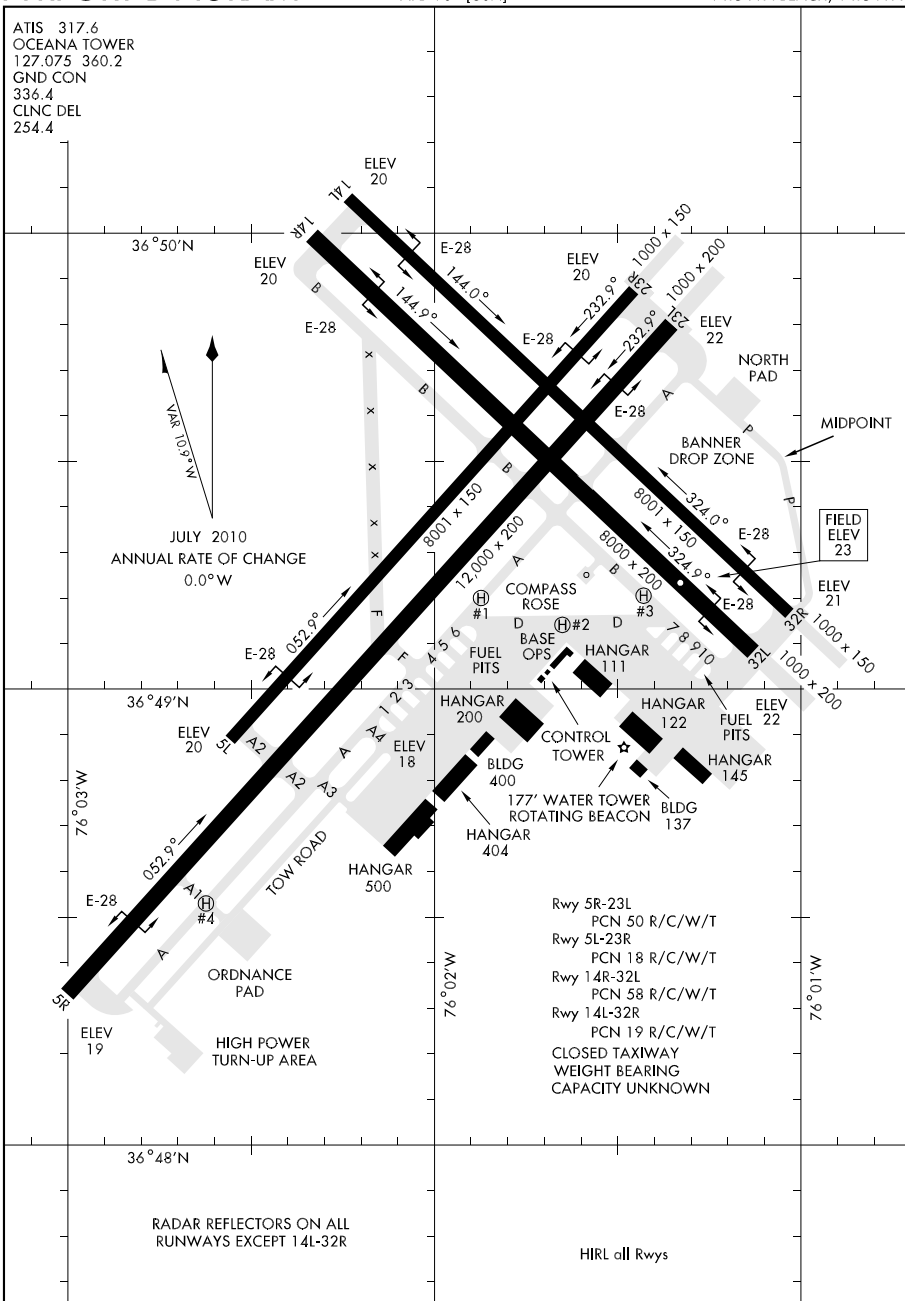 ATIS 317.6
OCEANA TOWER
127.075 360.2
GND CON
336.4
CLNC DEL
254.4
ELEV
20
14L
14R
36°50'N
ELEV
20
E-28
144.0°
ELEV
20
1000 x 150
23R
1000 x 200
23L
232.9°
232.9°
ELEV
22
B
144.9°
E-28
E-28
E-28
x
x
x
x
x
NORTH
PAD
A
P
MIDPOINT
BANNER
DROP ZONE
VAR 10.9°W
B
B
P
JULY 2010
ANNUAL RATE OF CHANGE
0.0°W
8001 x 150
12,000 x 200
324.0°
8001 x 150
8000 x 200
324.9°
E-28
FIELD
ELEV
23
ELEV
21
32R
1000 x 150
E-28
32L
1000 x 200
ELEV
22
A
B
COMPASS
ROSE
H
#1
H
#2
H
#3
D
D
BASE
OPS
FUEL
PITS
F
F
052.9°
1 2 3 4 5 6
7 8 9 10
HANGAR
111
E-28
36°49'N
ELEV
20
5L
A2
A2
A3
A
A4
ELEV
18
HANGAR
200
CONTROL
TOWER
HANGAR
122
FUEL
PITS
HANGAR
145
BLDG
400
177' WATER TOWER
ROTATING BEACON
BLDG
137
HANGAR
404
HANGAR
500
76°03'W
052.9°
TOW ROAD
E-28
A1
H
#4
A
5R
ELEV
19
ORDNANCE
PAD
HIGH POWER
TURN-UP AREA
76°02'W
76°01'W
Rwy 5R-23L
PCN 50 R/C/W/T
Rwy 5L-23R
PCN 18 R/C/W/T
Rwy 14R-32L
PCN 58 R/C/W/T
Rwy 14L-32R
PCN 19 R/C/W/T
CLOSED TAXIWAY
WEIGHT BEARING
CAPACITY UNKNOWN
36°48'N
RADAR REFLECTORS ON ALL
RUNWAYS EXCEPT 14L-32R
HIRL all Rwys